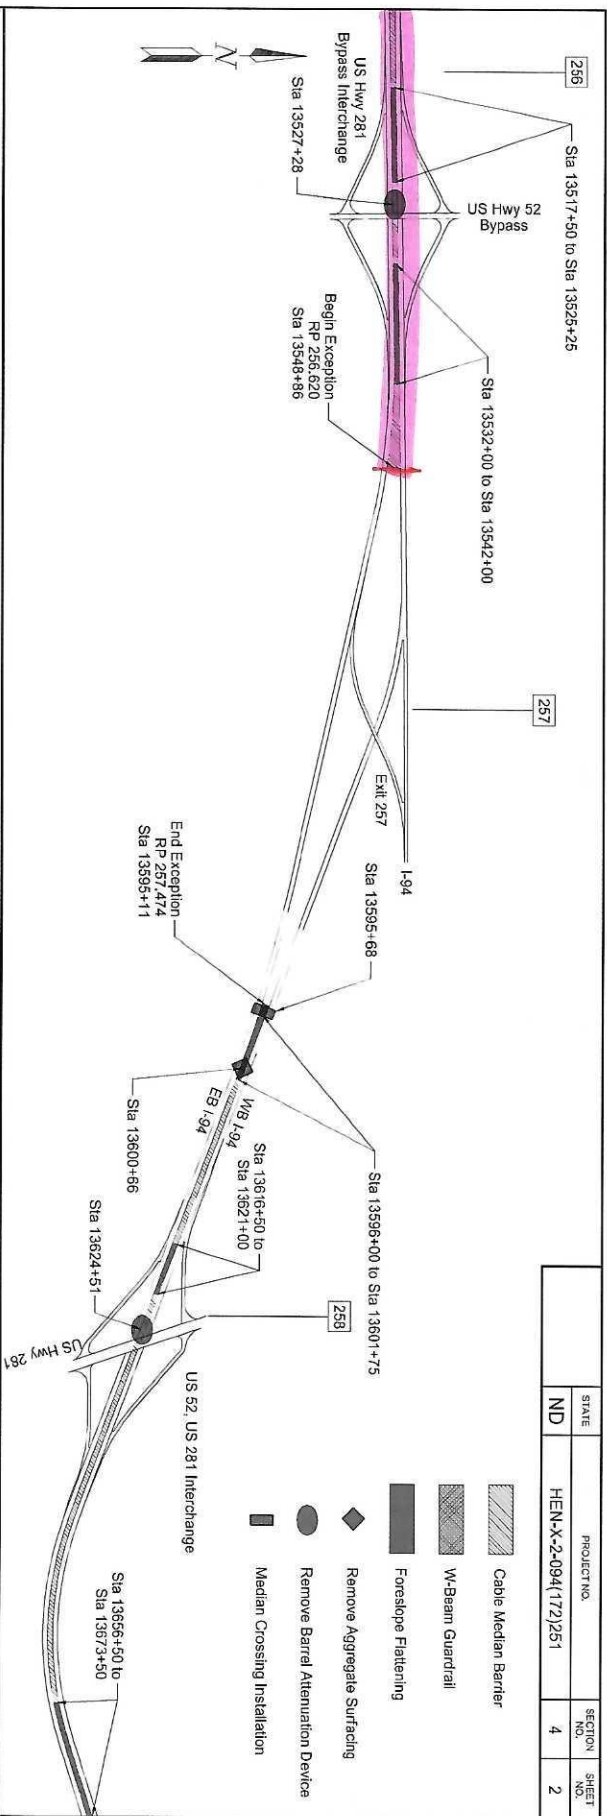 STATE
PROJECT NO.
SECTION NO.
SHEET NO.
ND
HEN-X-2-094(172)251
4
2
256
Sta 13517+50 to Sta 13525+25
US Hwy 281
Bypass Interchange
Sta 13527+28
US Hwy 52
Bypass
Sta 13532+00 to Sta 13542+00
Begin Exception
RP 256.620
Sta 13548+86
257
Exit 257
I-94
Sta 13595+68
End Exception
RP 257.474
Sta 13595+11
Sta 13596+00 to Sta 13601+75
Sta 13600+66
WB I-94
EB I-94
Sta 13616+50 to
Sta 13621+00
Sta 13624+51
258
US Hwy 281
US 52, US 281 Interchange
Sta 13656+50 to
Sta 13673+50
Cable Median Barrier
W-Beam Guardrail
Foreslope Flattening
Remove Aggregate Surfacing
Remove Barrel Attenuation Device
Median Crossing Installation
N